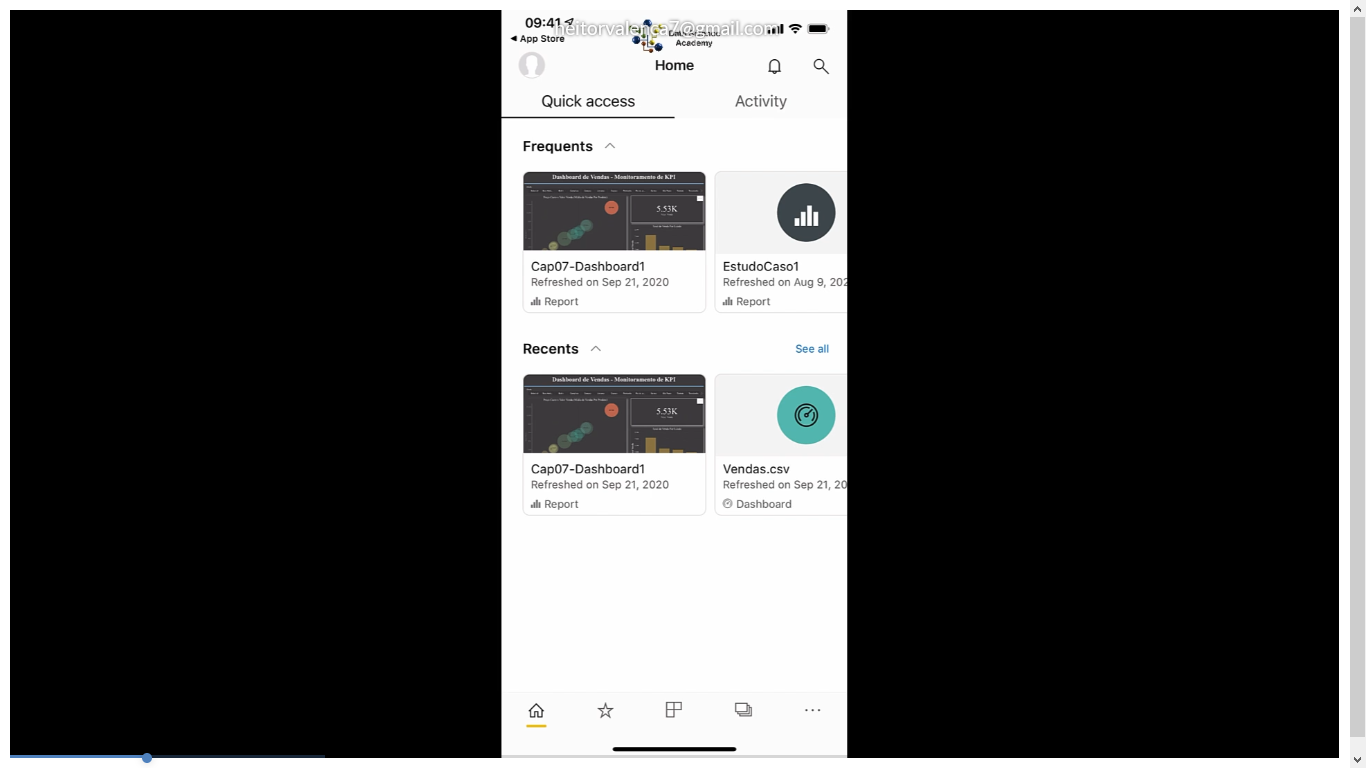 09:41
heitorvalenca7@gmail.com
App Store
Academy
Home
Quick access
Activity
Frequents
Dashboard de Vendas - Monitoramento de KPI
5.53K
Cap07-Dashboard1
Refreshed on Sep 21, 2020
Report
EstudoCaso1
Refreshed on Aug 9, 202
Report
Recents
See all
Dashboard de Vendas - Monitoramento de KPI
5.53K
Cap07-Dashboard1
Refreshed on Sep 21, 2020
Report
Vendas.csv
Refreshed on Sep 21, 20
Dashboard